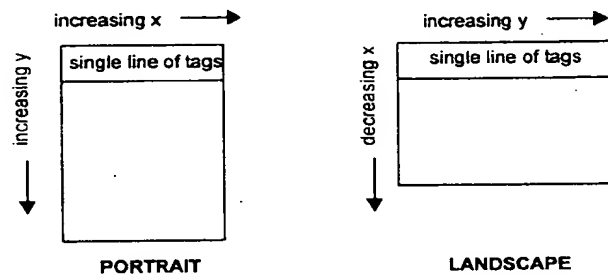 increasing x
increasing y
single line of tags
PORTRAIT
increasing y
decreasing x
single line of tags
LANDSCAPE